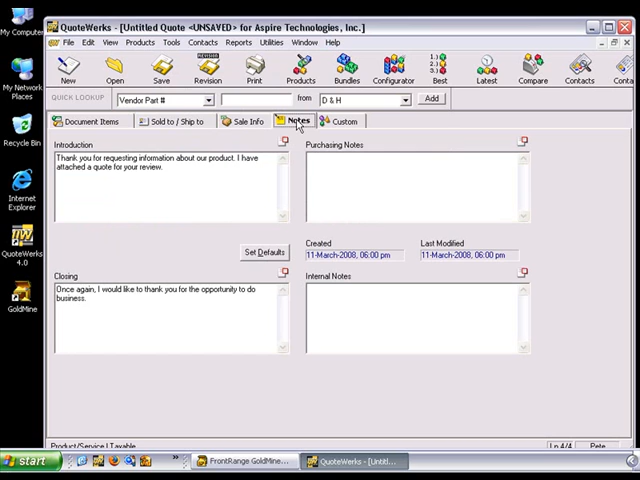 My Computer
My Network
Places
Recycle Bin
Internet
Explorer
QuoteWerks
4.0
GoldMine
QuoteWerks - [Untitled Quote <UNSAVED> for Aspire Technologies, Inc.]
File Edit View Products Tools Contacts Reports Utilities Window Help
New Open Save Revision Print Products Bundles Configurator Best Latest Cover Contacts Conta
QUICK LOOKUP Vendor Part # from D & H Add
Document Items Sold to / Ship to Sale Info Notes Custom
Introduction
Thank you for requesting information about our product. I have
attached a quote for your review.
Purchasing Notes
Set Defaults
Created
11-March-2008, 06:00 pm
Last Modified
11-March-2008, 06:00 pm
Closing
Once again, I would like to thank you for the opportunity to do
business.
Internal Notes
Product/Service | Taxable Ln 4/4 Pete
start FrontRange GoldMine... QuoteWerks - [Untitl...